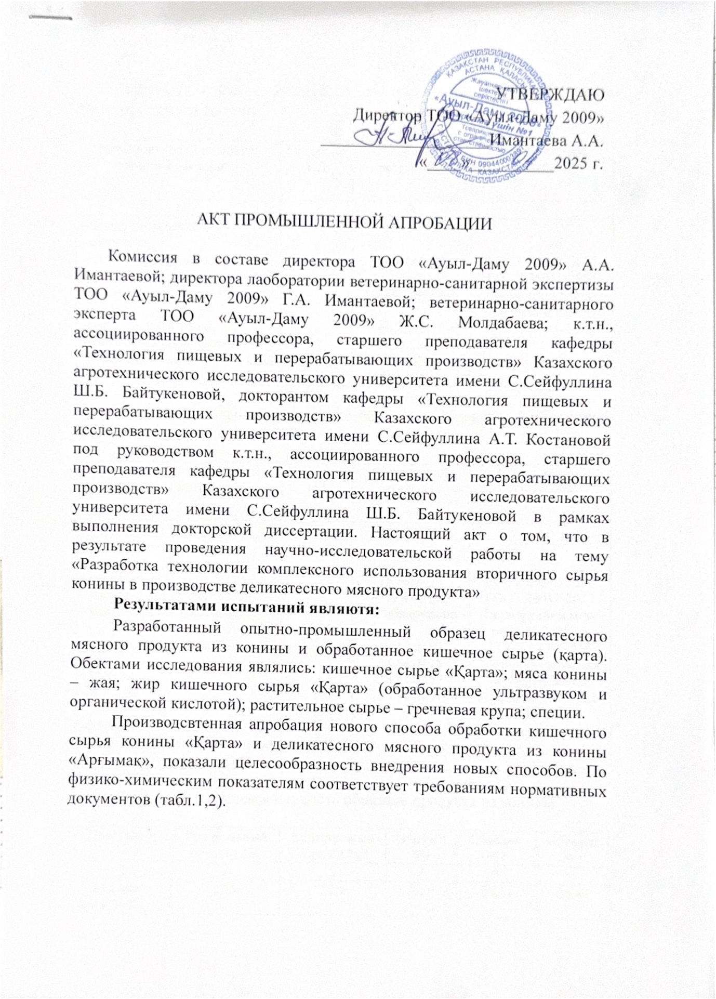 ҚАЗАҚСТАН РЕСПУБЛИКАСЫ
АСТАНА ҚАЛАСЫ
Жауапкершілігі
шектеулі
серіктестігі
«Ауыл-Даму 2009»
үшін №1
Товарищество
с ограниченной
ответственностью
БИН
РЕСПУБЛИКА КАЗАХСТАН
УТВЕРЖДАЮ
Директор ТОО «Ауыл-Даму 2009»
Имантаева А.А.
« » 2025 г.
АКТ ПРОМЫШЛЕННОЙ АПРОБАЦИИ
Комиссия в составе директора ТОО «Ауыл-Даму 2009» А.А.
Имантаевой; директора лаоборатории ветеринарно-санитарной экспертизы
ТОО «Ауыл-Даму 2009» Г.А. Имантаевой; ветеринарно-санитарного
эксперта ТОО «Ауыл-Даму 2009» Ж.С. Молдабаева; к.т.н.,
ассоциированного профессора, старшего преподавателя кафедры
«Технология пищевых и перерабатывающих производств» Казахского
агротехнического исследовательского университета имени С.Сейфуллина
Ш.Б. Байтукеновой, докторантом кафедры «Технология пищевых и
перерабатывающих производств» Казахского агротехнического
исследовательского университета имени С.Сейфуллина А.Т. Костановой
под руководством к.т.н., ассоциированного профессора, старшего
преподавателя кафедры «Технология пищевых и перерабатывающих
производств» Казахского агротехнического исследовательского
университета имени С.Сейфуллина Ш.Б. Байтукеновой в рамках
выполнения докторской диссертации. Настоящий акт о том, что в
результате проведения научно-исследовательской работы на тему
«Разработка технологии комплексного использования вторичного сырья
конины в производстве деликатесного мясного продукта»
Результатами испытаний являютя:
Разработанный опытно-промышленный образец деликатесного
мясного продукта из конины и обработанное кишечное сырье (қарта).
Обектами исследования являлись: кишечное сырье «Қарта»; мяса конины
– жая; жир кишечного сырья «Қарта» (обработанное ультразвуком и
органической кислотой); растительное сырье – гречневая крупа; специи.
Производсвтенная апробация нового способа обработки кишечного
сырья конины «Қарта» и деликатесного мясного продукта из конины
«Арғымақ», показали целесообразность внедрения новых способов. По
физико-химическим показателям соответствует требованиям нормативных
документов (табл.1,2).